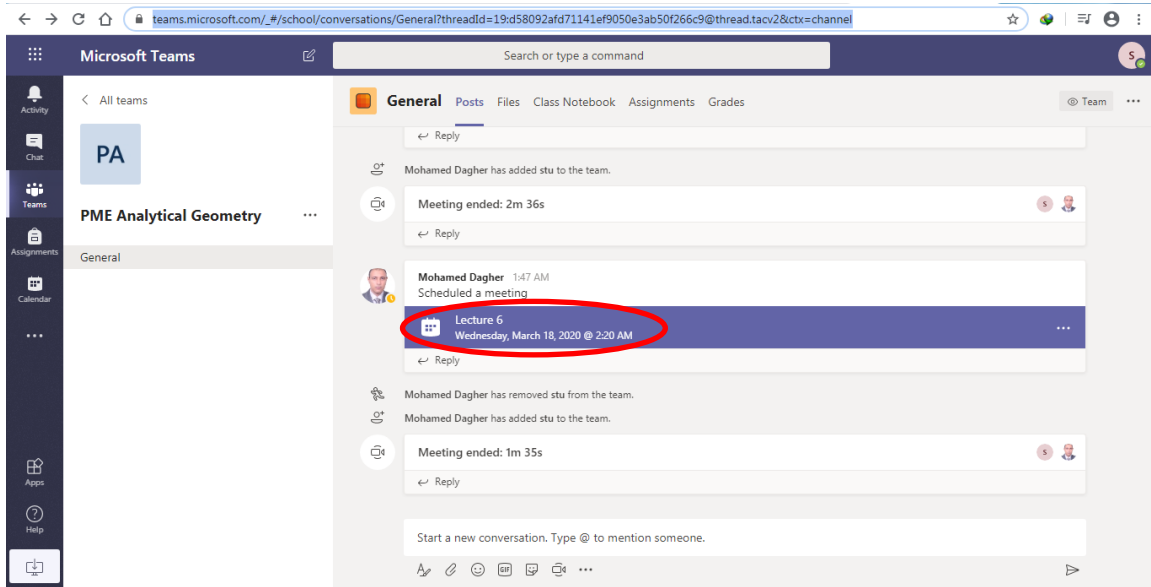 teams.microsoft.com/_#/school/conversations/General?threadId=19:d58092afd71141ef9050e3ab50f266c9@thread.tacv2&ctx=channel
Microsoft Teams
Search or type a command
S
Activity
Chat
Teams
Assignments
Calendar
Apps
Help
All teams
PA
PME Analytical Geometry
General
General Posts Files Class Notebook Assignments Grades
Team
Reply
Mohamed Dagher has added stu to the team.
Meeting ended: 2m 36s
S
Reply
Mohamed Dagher 1:47 AM
Scheduled a meeting
Lecture 6
Wednesday, March 18, 2020 @ 2:20 AM
Reply
Mohamed Dagher has removed stu from the team.
Mohamed Dagher has added stu to the team.
Meeting ended: 1m 35s
S
Reply
Start a new conversation. Type @ to mention someone.
GIF